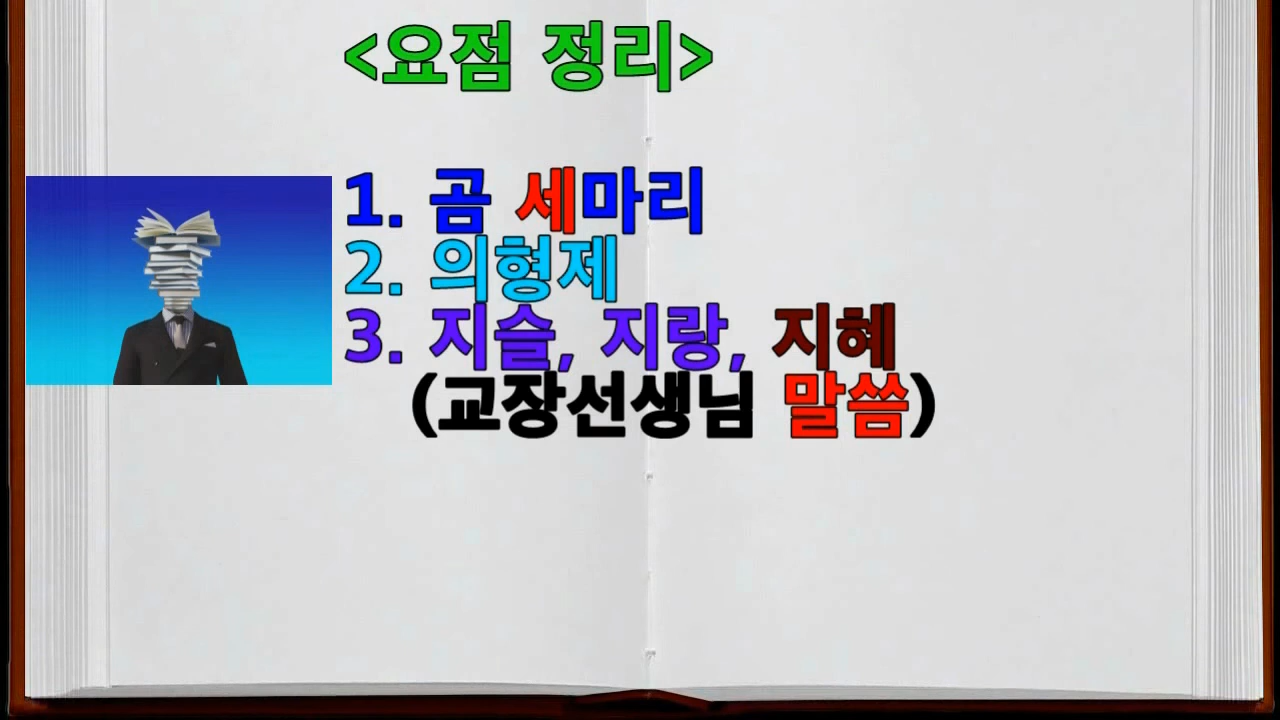 <요점 정리>
1. 곰 세마리
2. 의형제
3. 지슬, 지랑, 지혜
(교장선생님 말씀)